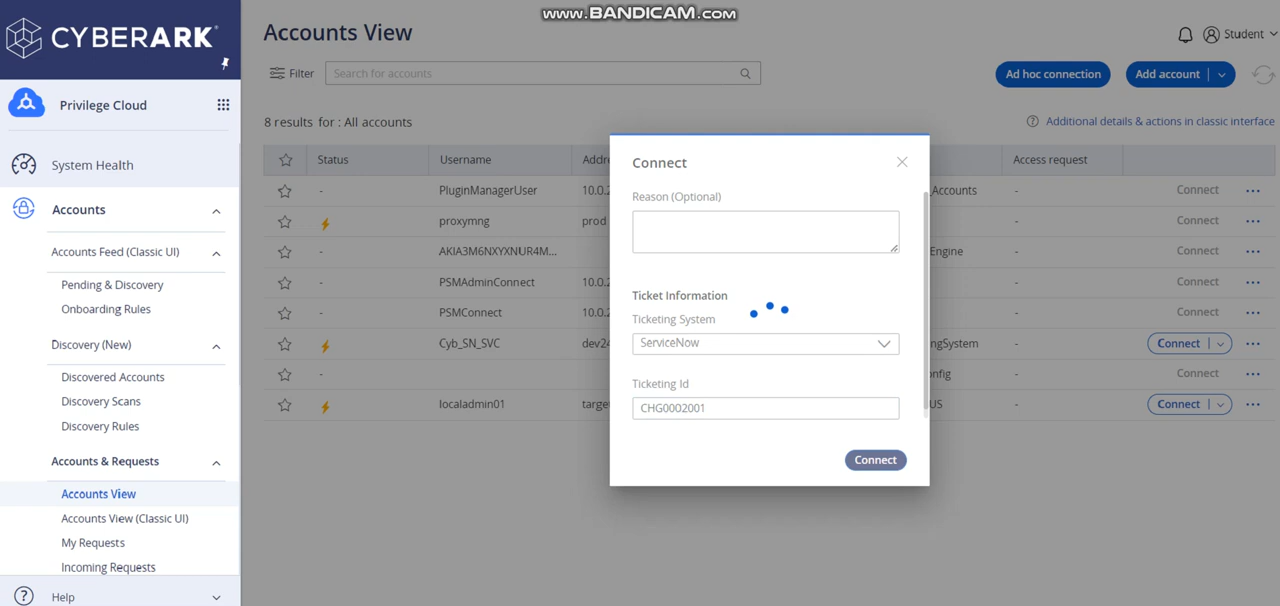 www.BANDICAM.com
CYBERARK
Accounts View
Student
Filter
Search for accounts
Ad hoc connection
Add account
Privilege Cloud
8 results for : All accounts
Additional details & actions in classic interface
System Health
Status
Username
Addre
Access request
Connect
Accounts
Reason (Optional)
-
PluginManagerUser
10.0.2
_Accounts
-
Connect
proxymng
prod
-
Connect
Accounts Feed (Classic UI)
-
AKIA3M6NXYXNUR4M...
Engine
-
Connect
Pending & Discovery
-
PSMAdminConnect
10.0.2
-
Connect
Ticket Information
Onboarding Rules
-
PSMConnect
10.0.2
-
Connect
Ticketing System
Discovery (New)
Cyb_SN_SVC
dev24
ServiceNow
ngSystem
-
Connect
Discovered Accounts
-
onfig
-
Connect
Ticketing Id
Discovery Scans
localadmin01
target
CHG0002001
US
-
Connect
Discovery Rules
Accounts & Requests
Connect
Accounts View
Accounts View (Classic UI)
My Requests
Incoming Requests
Help